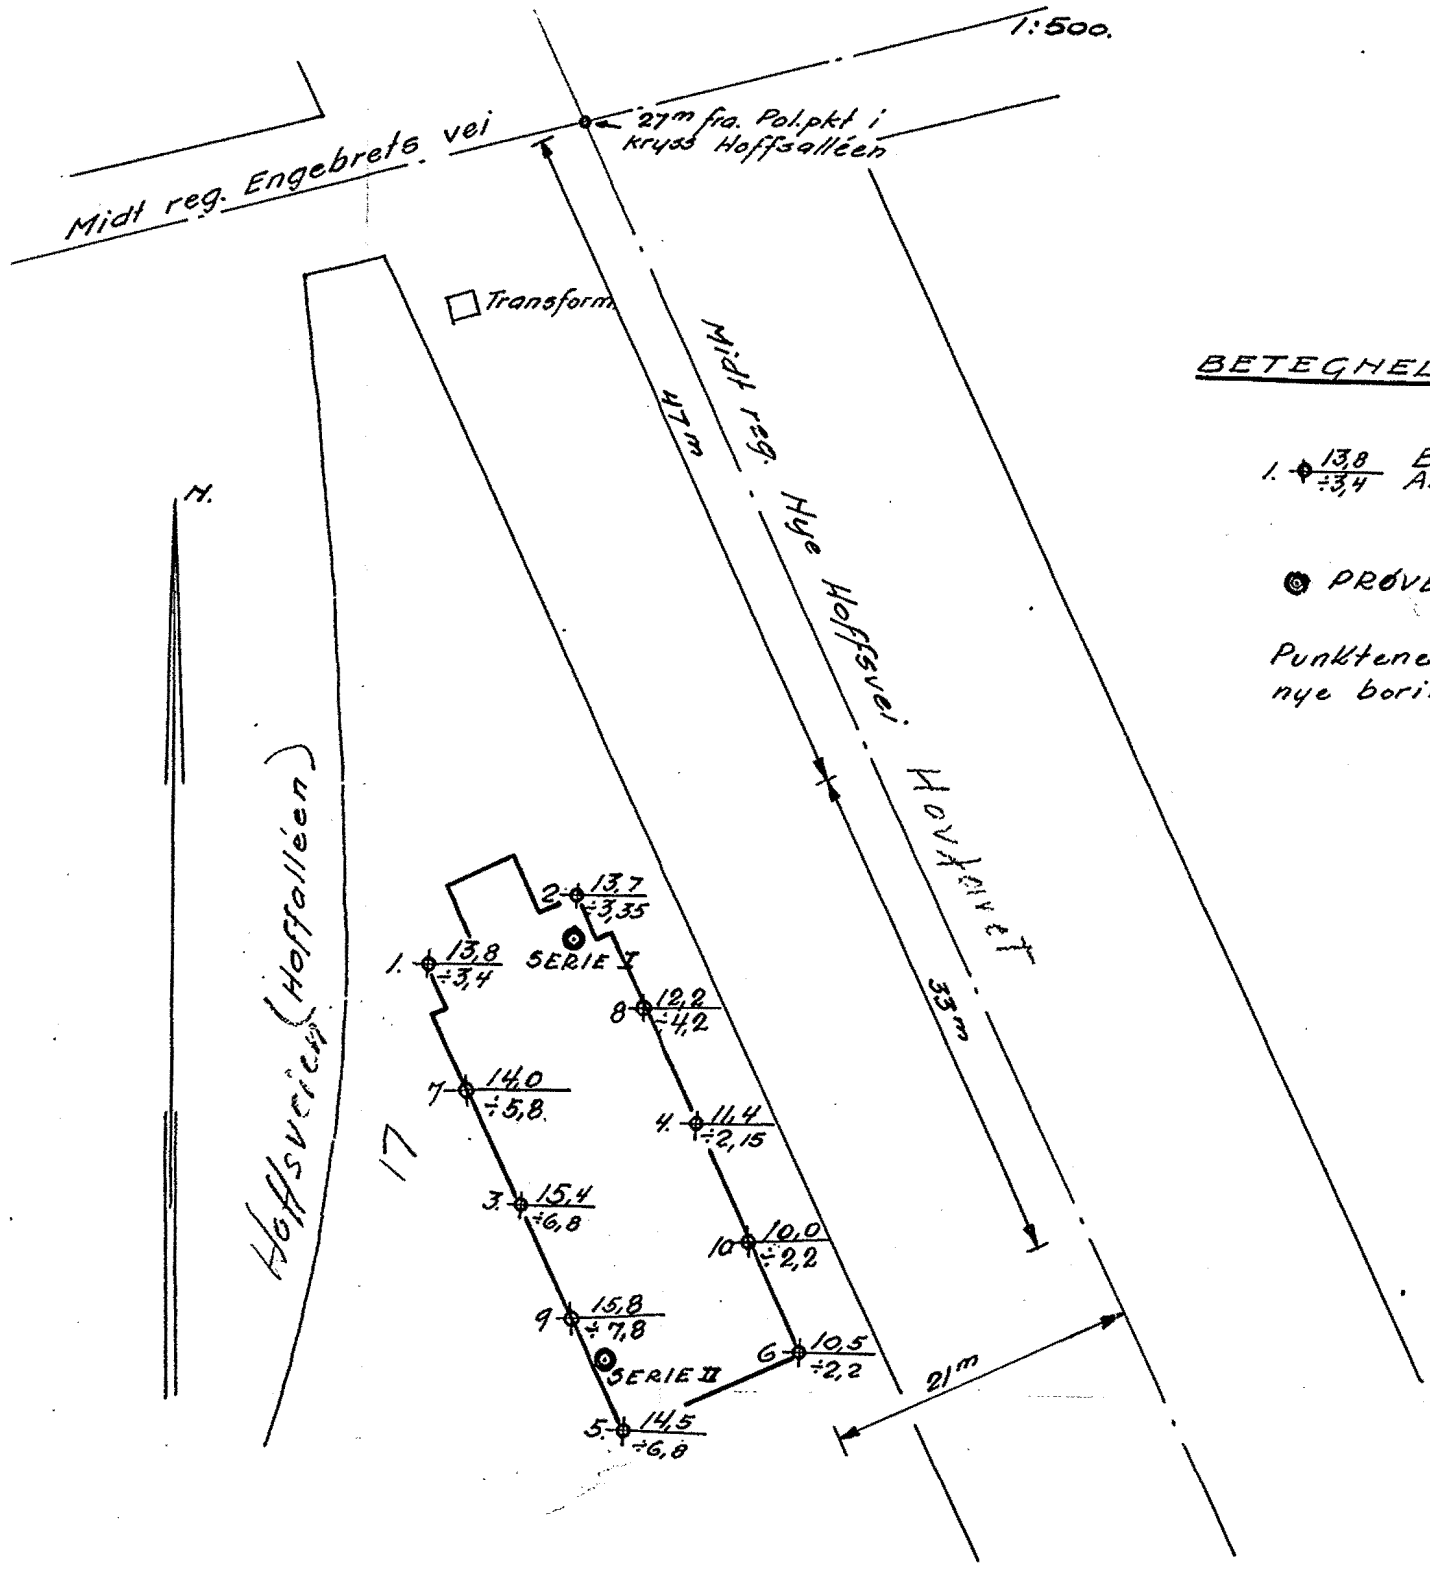 1:500.
27m fra. Pol.pkt i
kryss Hoffsalléen
Midt reg. Engebrets vei
Transform.
47m
Midt reg. Nye Hoffsvei
BETEGNEL
N.
1. 13,8
÷3,4
PRØV
Punktene
nye bori
Hovfaret
33m
Hoffsveien (Hoffalléen)
17
2 13,7
÷3,35
SERIE I
1. 13,8
÷3,4
8 12,2
÷4,2
7 14,0
÷5,8
4. 11,4
÷2,15
3. 15,4
÷6,8
10 10,0
÷2,2
9 15,8
÷7,8
6 10,5
÷2,2
SERIE II
5. 14,5
÷6,8
21m